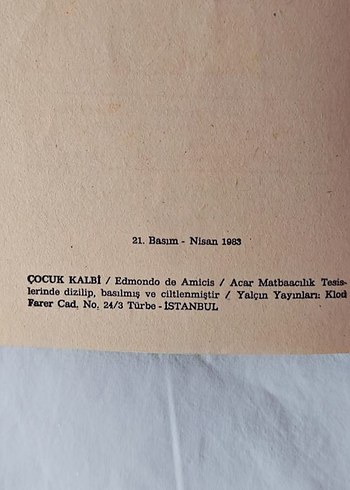 21. Basım - Nisan 1983
ÇOCUK KALBİ / Edmondo de Amicis / Acar Matbaacılık Tesis-
lerinde dizilip, basılmış ve ciltlenmiştir / Yalçın Yayınları: Klod
Farer Cad. No. 24/3 Türbe - İSTANBUL